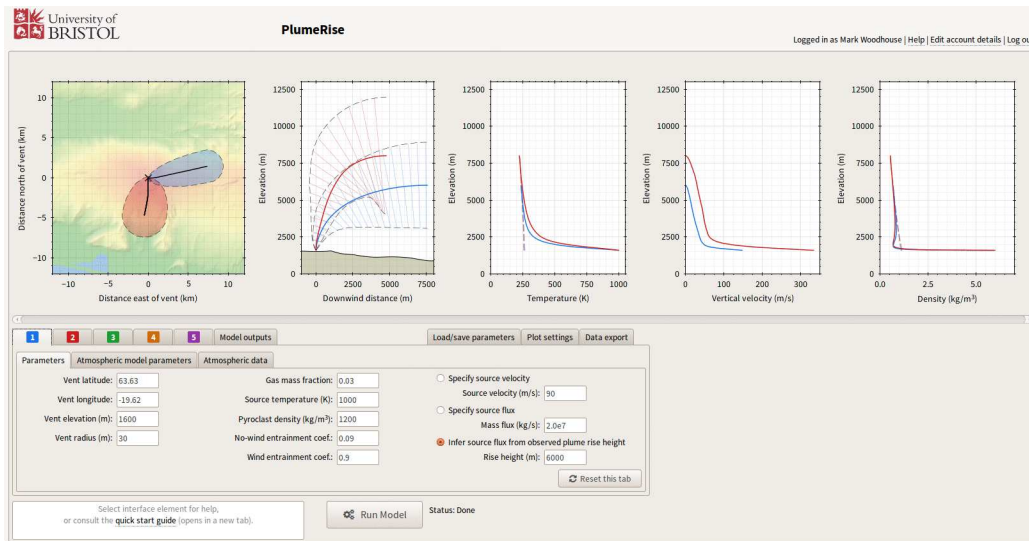 University of
BRISTOL
PlumeRise
Logged in as Mark Woodhouse | Help | Edit account details | Log ou
Distance north of vent (km)
10
5
0
−5
−10
−10 −5 0 5 10
Distance east of vent (km)
Elevation (m)
12500
10000
7500
5000
2500
0
0 2500 5000 7500
Downwind distance (m)
Elevation (m)
12500
10000
7500
5000
2500
0
0 250 500 750 1000
Temperature (K)
Elevation (m)
12500
10000
7500
5000
2500
0
0 100 200 300
Vertical velocity (m/s)
Elevation (m)
12500
10000
7500
5000
2500
0
0.0 2.5 5.0
Density (kg/m³)
1 2 3 4 5 Model outputs Load/save parameters Plot settings Data export
Parameters Atmospheric model parameters Atmospheric data
Vent latitude: 63.63 Gas mass fraction: 0.03 Specify source velocity
Vent longitude: -19.62 Source temperature (K): 1000 Source velocity (m/s): 90
Specify source flux
Vent elevation (m): 1600 Pyroclast density (kg/m³): 1200 Mass flux (kg/s): 2.0e7
Vent radius (m): 30 No-wind entrainment coef.: 0.09 Infer source flux from observed plume rise height
Wind entrainment coef.: 0.9 Rise height (m): 6000
Reset this tab
Select interface element for help,
or consult the quick start guide (opens in a new tab).
Run Model
Status: Done